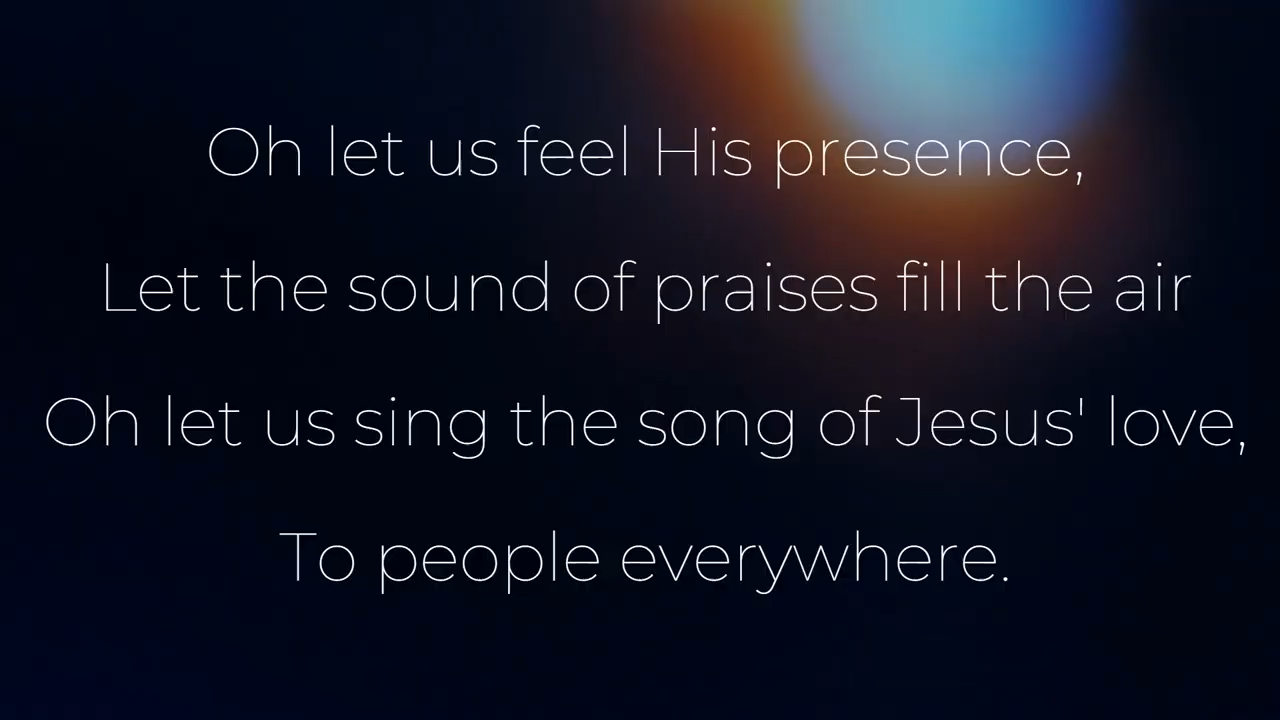 Oh let us feel His presence,
Let the sound of praises fill the air
Oh let us sing the song of Jesus' love,
To people everywhere.